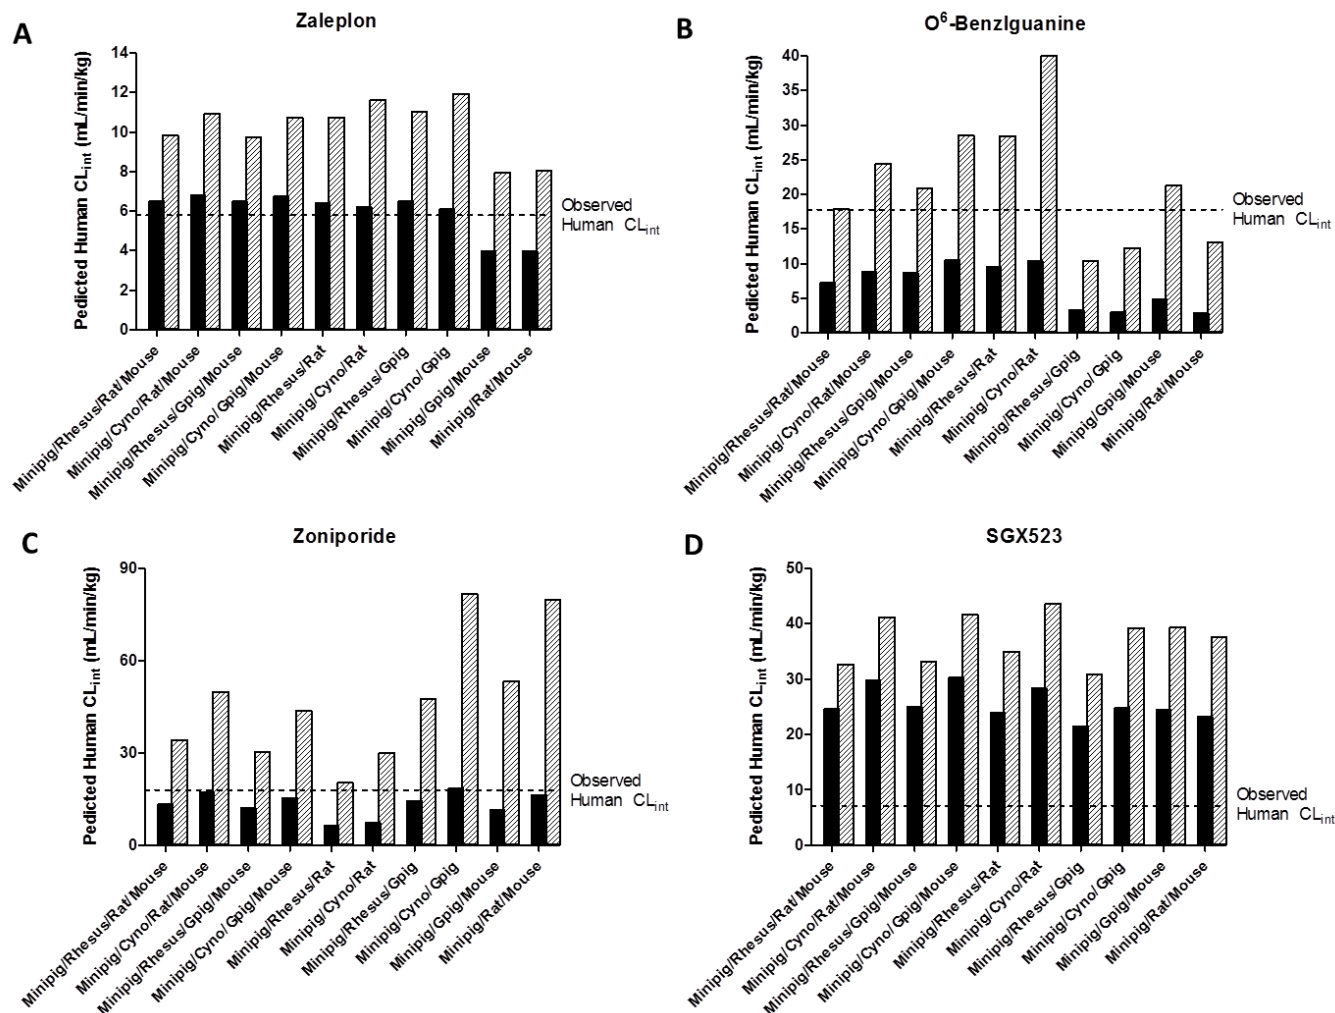 A
Zaleplon
Pedicted Human CLint (mL/min/kg)
14
12
10
8
6
4
2
0
Observed
Human CLint
Minipig/Rhesus/Rat/Mouse
Minipig/Cyno/Rat/Mouse
Minipig/Rhesus/Gpig/Mouse
Minipig/Cyno/Gpig/Mouse
Minipig/Rhesus/Rat
Minipig/Cyno/Rat
Minipig/Rhesus/Gpig
Minipig/Cyno/Gpig
Minipig/Gpig/Mouse
Minipig/Rat/Mouse
B
O6-Benzlguanine
Pedicted Human CLint (mL/min/kg)
40
35
30
25
20
15
10
5
0
Observed
Human CLint
Minipig/Rhesus/Rat/Mouse
Minipig/Cyno/Rat/Mouse
Minipig/Rhesus/Gpig/Mouse
Minipig/Cyno/Gpig/Mouse
Minipig/Rhesus/Rat
Minipig/Cyno/Rat
Minipig/Rhesus/Gpig
Minipig/Cyno/Gpig
Minipig/Gpig/Mouse
Minipig/Rat/Mouse
C
Zoniporide
Pedicted Human CLint (mL/min/kg)
90
60
30
0
Observed
Human CLint
Minipig/Rhesus/Rat/Mouse
Minipig/Cyno/Rat/Mouse
Minipig/Rhesus/Gpig/Mouse
Minipig/Cyno/Gpig/Mouse
Minipig/Rhesus/Rat
Minipig/Cyno/Rat
Minipig/Rhesus/Gpig
Minipig/Cyno/Gpig
Minipig/Gpig/Mouse
Minipig/Rat/Mouse
D
SGX523
Pedicted Human CLint (mL/min/kg)
50
40
30
20
10
0
Observed
Human CLint
Minipig/Rhesus/Rat/Mouse
Minipig/Cyno/Rat/Mouse
Minipig/Rhesus/Gpig/Mouse
Minipig/Cyno/Gpig/Mouse
Minipig/Rhesus/Rat
Minipig/Cyno/Rat
Minipig/Rhesus/Gpig
Minipig/Cyno/Gpig
Minipig/Gpig/Mouse
Minipig/Rat/Mouse